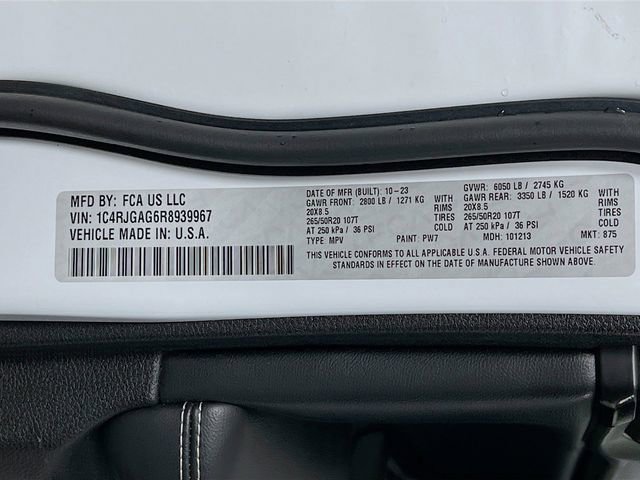 MFD BY: FCA US LLC
VIN: 1C4RJGAG6R8939967
VEHICLE MADE IN: U.S.A.
DATE OF MFR (BUILT): 10-23
GAWR FRONT: 2800 LB / 1271 KG
WITH
20X8.5 RIMS
265/50R20 107T TIRES
AT 250 kPa / 36 PSI COLD
TYPE: MPV PAINT: PW7
GVWR: 6050 LB / 2745 KG
GAWR REAR: 3350 LB / 1520 KG
WITH
20X8.5 RIMS
265/50R20 107T TIRES
AT 250 kPa / 36 PSI COLD
MDH: 101213 MKT: 875
THIS VEHICLE CONFORMS TO ALL APPLICABLE U.S.A. FEDERAL MOTOR VEHICLE SAFETY
STANDARDS IN EFFECT ON THE DATE OF MANUFACTURE SHOWN ABOVE.